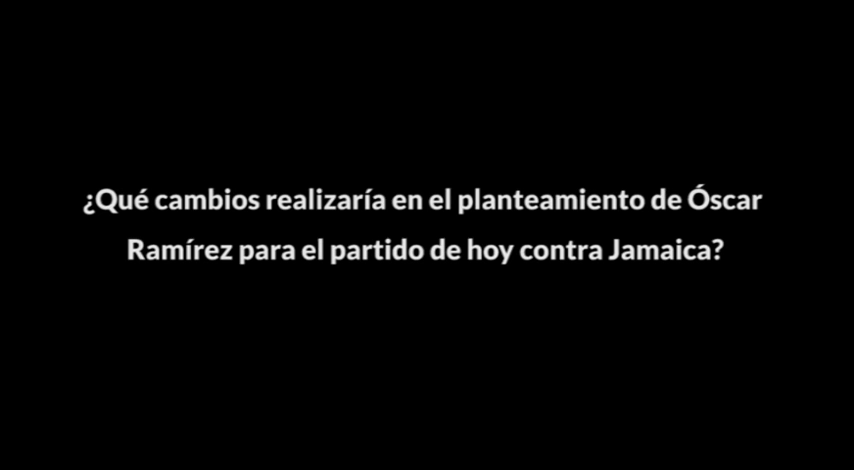 ¿Qué cambios realizaría en el planteamiento de Óscar
Ramírez para el partido de hoy contra Jamaica?